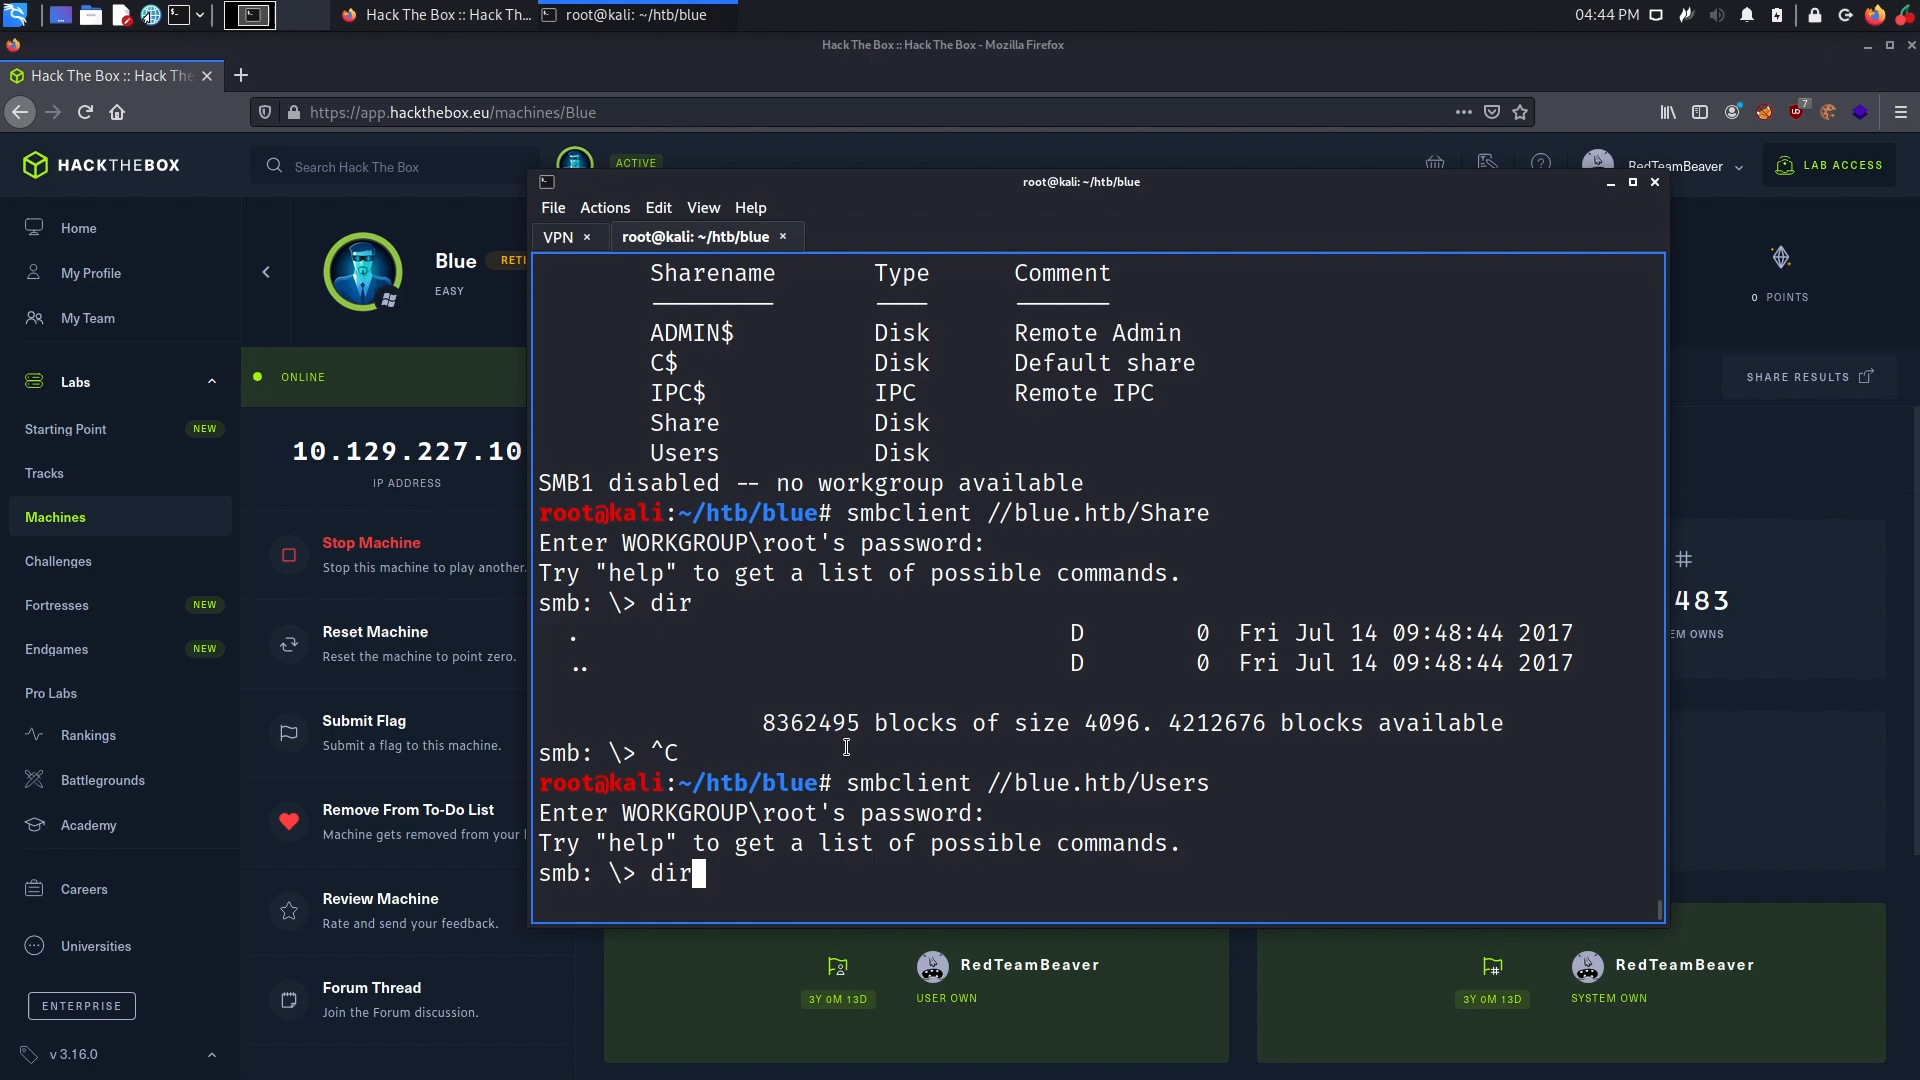 04:44 PM
Hack The Box :: Hack Th...
root@kali: ~/htb/blue
Hack The Box :: Hack The Box - Mozilla Firefox
Hack The Box :: Hack The
https://app.hackthebox.eu/machines/Blue
7
HACKTHEBOX
Search Hack The Box
ACTIVE
RedTeamBeaver
LAB ACCESS
Home
My Profile
My Team
Labs
Starting Point NEW
Tracks
Machines
Challenges
Fortresses NEW
Endgames NEW
Pro Labs
Rankings
Battlegrounds
Academy
Careers
Universities
ENTERPRISE
v 3.16.0
Blue RETI
EASY
0 POINTS
ONLINE
SHARE RESULTS
10.129.227.10
IP ADDRESS
Stop Machine
Stop this machine to play another.
Reset Machine
Reset the machine to point zero.
Submit Flag
Submit a flag to this machine.
Remove From To-Do List
Machine gets removed from your
Review Machine
Rate and send your feedback.
Forum Thread
Join the Forum discussion.
root@kali: ~/htb/blue
File Actions Edit View Help
VPN × root@kali: ~/htb/blue ×
Sharename Type Comment
ADMIN$ Disk Remote Admin
C$ Disk Default share
IPC$ IPC Remote IPC
Share Disk
Users Disk
SMB1 disabled -- no workgroup available
root@kali:~/htb/blue# smbclient //blue.htb/Share
Enter WORKGROUP\root's password:
Try "help" to get a list of possible commands.
smb: \> dir
. D 0 Fri Jul 14 09:48:44 2017
.. D 0 Fri Jul 14 09:48:44 2017
8362495 blocks of size 4096. 4212676 blocks available
smb: \> ^C
root@kali:~/htb/blue# smbclient //blue.htb/Users
Enter WORKGROUP\root's password:
Try "help" to get a list of possible commands.
smb: \> dir
483
EM OWNS
RedTeamBeaver
3Y 0M 13D USER OWN
RedTeamBeaver
3Y 0M 13D SYSTEM OWN